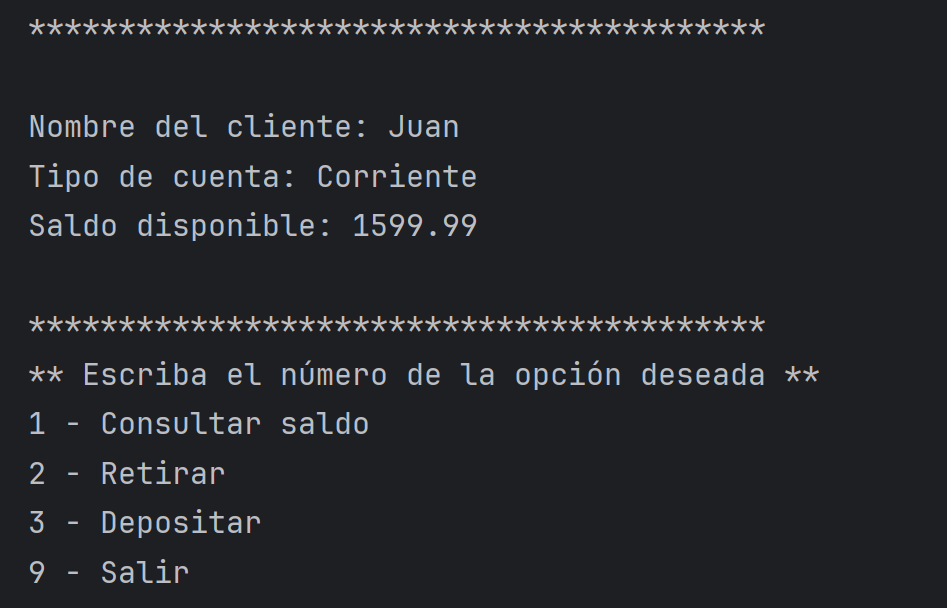 *****************************************
Nombre del cliente: Juan
Tipo de cuenta: Corriente
Saldo disponible: 1599.99
*****************************************
** Escriba el número de la opción deseada **
1 - Consultar saldo
2 - Retirar
3 - Depositar
9 - Salir